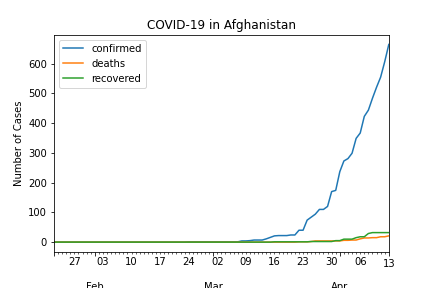 COVID-19 in Afghanistan
confirmed
deaths
recovered
Number of Cases
600
500
400
300
200
100
0
27 03 10 17 24 02 09 16 23 30 06 13
Feb Mar Apr